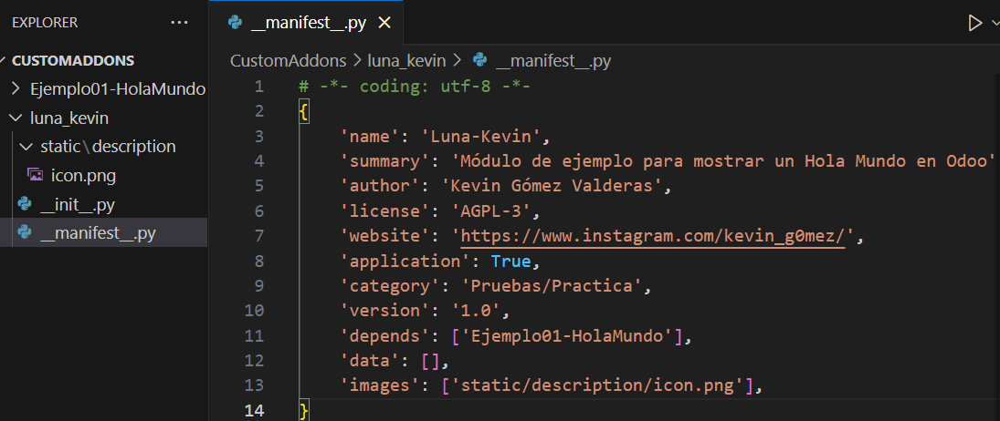 EXPLORER ···
__manifest__.py ×
CUSTOMADDONS
CustomAddons > luna_kevin > __manifest__.py
Ejemplo01-HolaMundo
luna_kevin
static\description
icon.png
__init__.py
__manifest__.py
1 # -*- coding: utf-8 -*-
2 {
3 'name': 'Luna-Kevin',
4 'summary': 'Módulo de ejemplo para mostrar un Hola Mundo en Odoo'
5 'author': 'Kevin Gómez Valderas',
6 'license': 'AGPL-3',
7 'website': 'https://www.instagram.com/kevin_g0mez/',
8 'application': True,
9 'category': 'Pruebas/Practica',
10 'version': '1.0',
11 'depends': ['Ejemplo01-HolaMundo'],
12 'data': [],
13 'images': ['static/description/icon.png'],
14 }